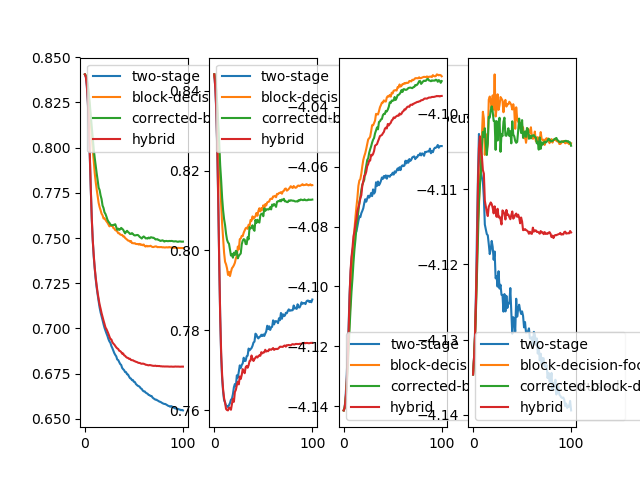 0.850
0.825
0.800
0.775
0.750
0.725
0.700
0.675
0.650
0
100
two-stage
block-decis
corrected-b
hybrid
0.84
0.82
0.80
0.78
0.76
0
100
two-stage
block-decis
corrected-b
hybrid
−4.04
−4.06
−4.08
−4.10
−4.12
−4.14
0
100
two-stage
block-decis
corrected-b
hybrid
−4.10
−4.11
−4.12
−4.13
−4.14
0
100
two-stage
block-decision-foc
corrected-block-d
hybrid